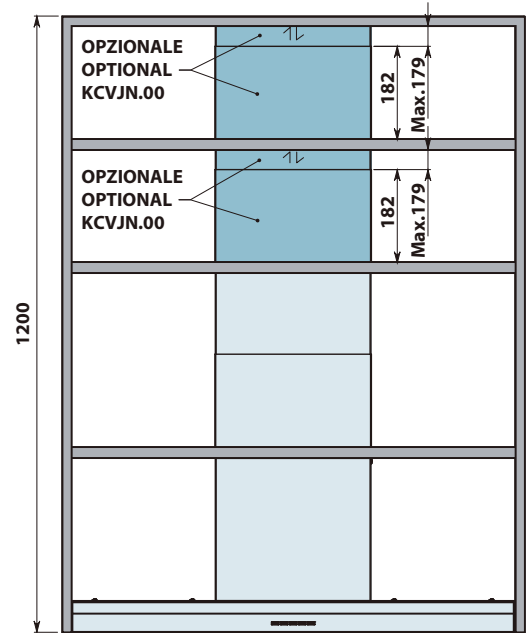 OPZIONALE
OPTIONAL
KCVJN.00
182
Max.179
OPZIONALE
OPTIONAL
KCVJN.00
182
Max.179
1200